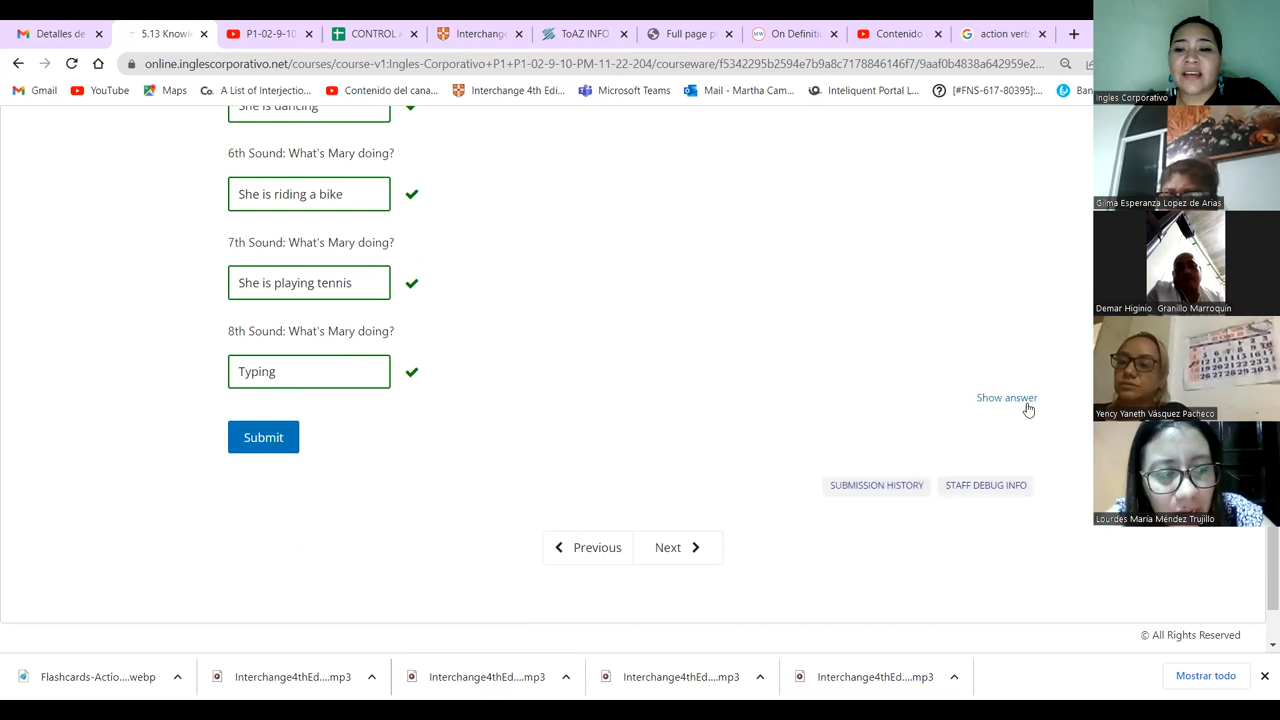 Detalles de
5.13 Knowle
P1-02-9-10
CONTROL A
Interchange
ToAZ INFO
Full page p
On Definiti
Contenido
action verb
online.inglescorporativo.net/courses/course-v1:Ingles-Corporativo+P1+P1-02-9-10-PM-11-22-204/courseware/f5342295b2594e7b9a8c7178846146f7/9aaf0b4838a642959e2...
Gmail
YouTube
Maps
A List of Interjectio...
Contenido del cana...
Interchange 4th Edi...
Microsoft Teams
Mail - Martha Cam...
Inteliquent Portal L...
[#FNS-617-80395]:...
Ban
She is dancing
6th Sound: What's Mary doing?
She is riding a bike
7th Sound: What's Mary doing?
She is playing tennis
8th Sound: What's Mary doing?
Typing
Show answer
Submit
SUBMISSION HISTORY
STAFF DEBUG INFO
Previous
Next
© All Rights Reserved
Flashcards-Actio....webp
Interchange4thEd....mp3
Interchange4thEd....mp3
Interchange4thEd....mp3
Interchange4thEd....mp3
Mostrar todo
Ingles Corporativo
Gilma Esperanza Lopez de Arias
Demar Higinio Granillo Marroquín
Yency Yaneth Vásquez Pacheco
Lourdes María Méndez Trujillo